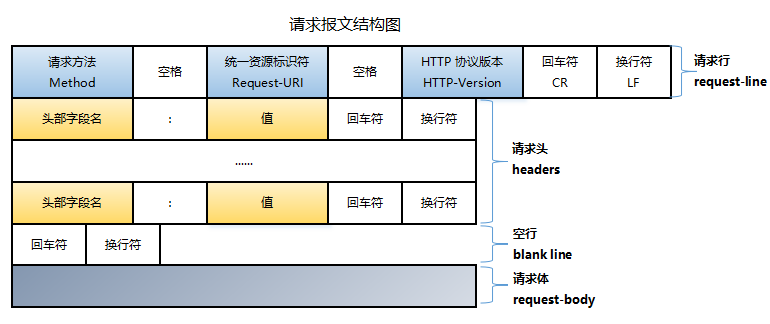 请求报文结构图
请求方法 空格 统一资源标识符 空格 HTTP 协议版本 回车符 换行符 请求行
Method Request-URI HTTP-Version CR LF request-line
头部字段名 : 值 回车符 换行符
......
请求头
headers
头部字段名 : 值 回车符 换行符
回车符 换行符 空行
blank line
请求体
request-body